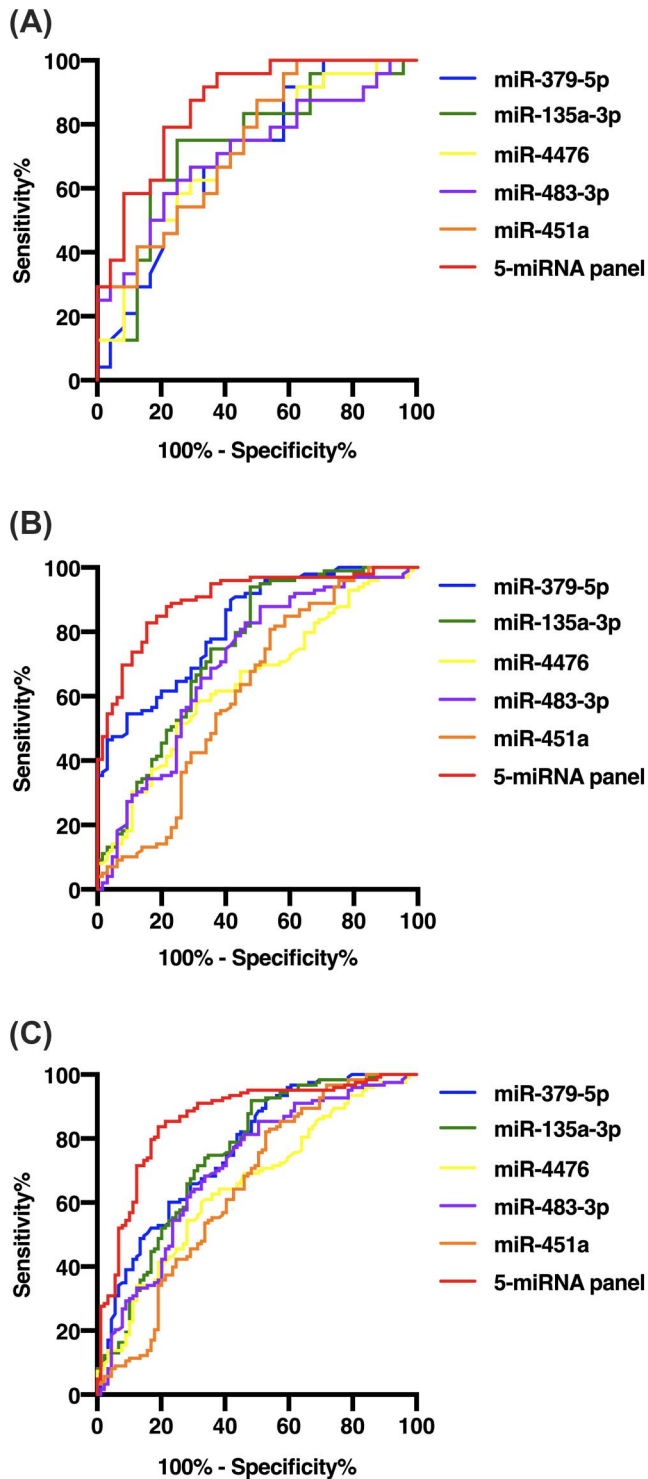 (A)
100
80
60
40
20
0
Sensitivity%
0 20 40 60 80 100
100% - Specificity%
miR-379-5p
miR-135a-3p
miR-4476
miR-483-3p
miR-451a
5-miRNA panel
(B)
100
80
60
40
20
0
Sensitivity%
0 20 40 60 80 100
100% - Specificity%
miR-379-5p
miR-135a-3p
miR-4476
miR-483-3p
miR-451a
5-miRNA panel
(C)
100
80
60
40
20
0
Sensitivity%
0 20 40 60 80 100
100% - Specificity%
miR-379-5p
miR-135a-3p
miR-4476
miR-483-3p
miR-451a
5-miRNA panel